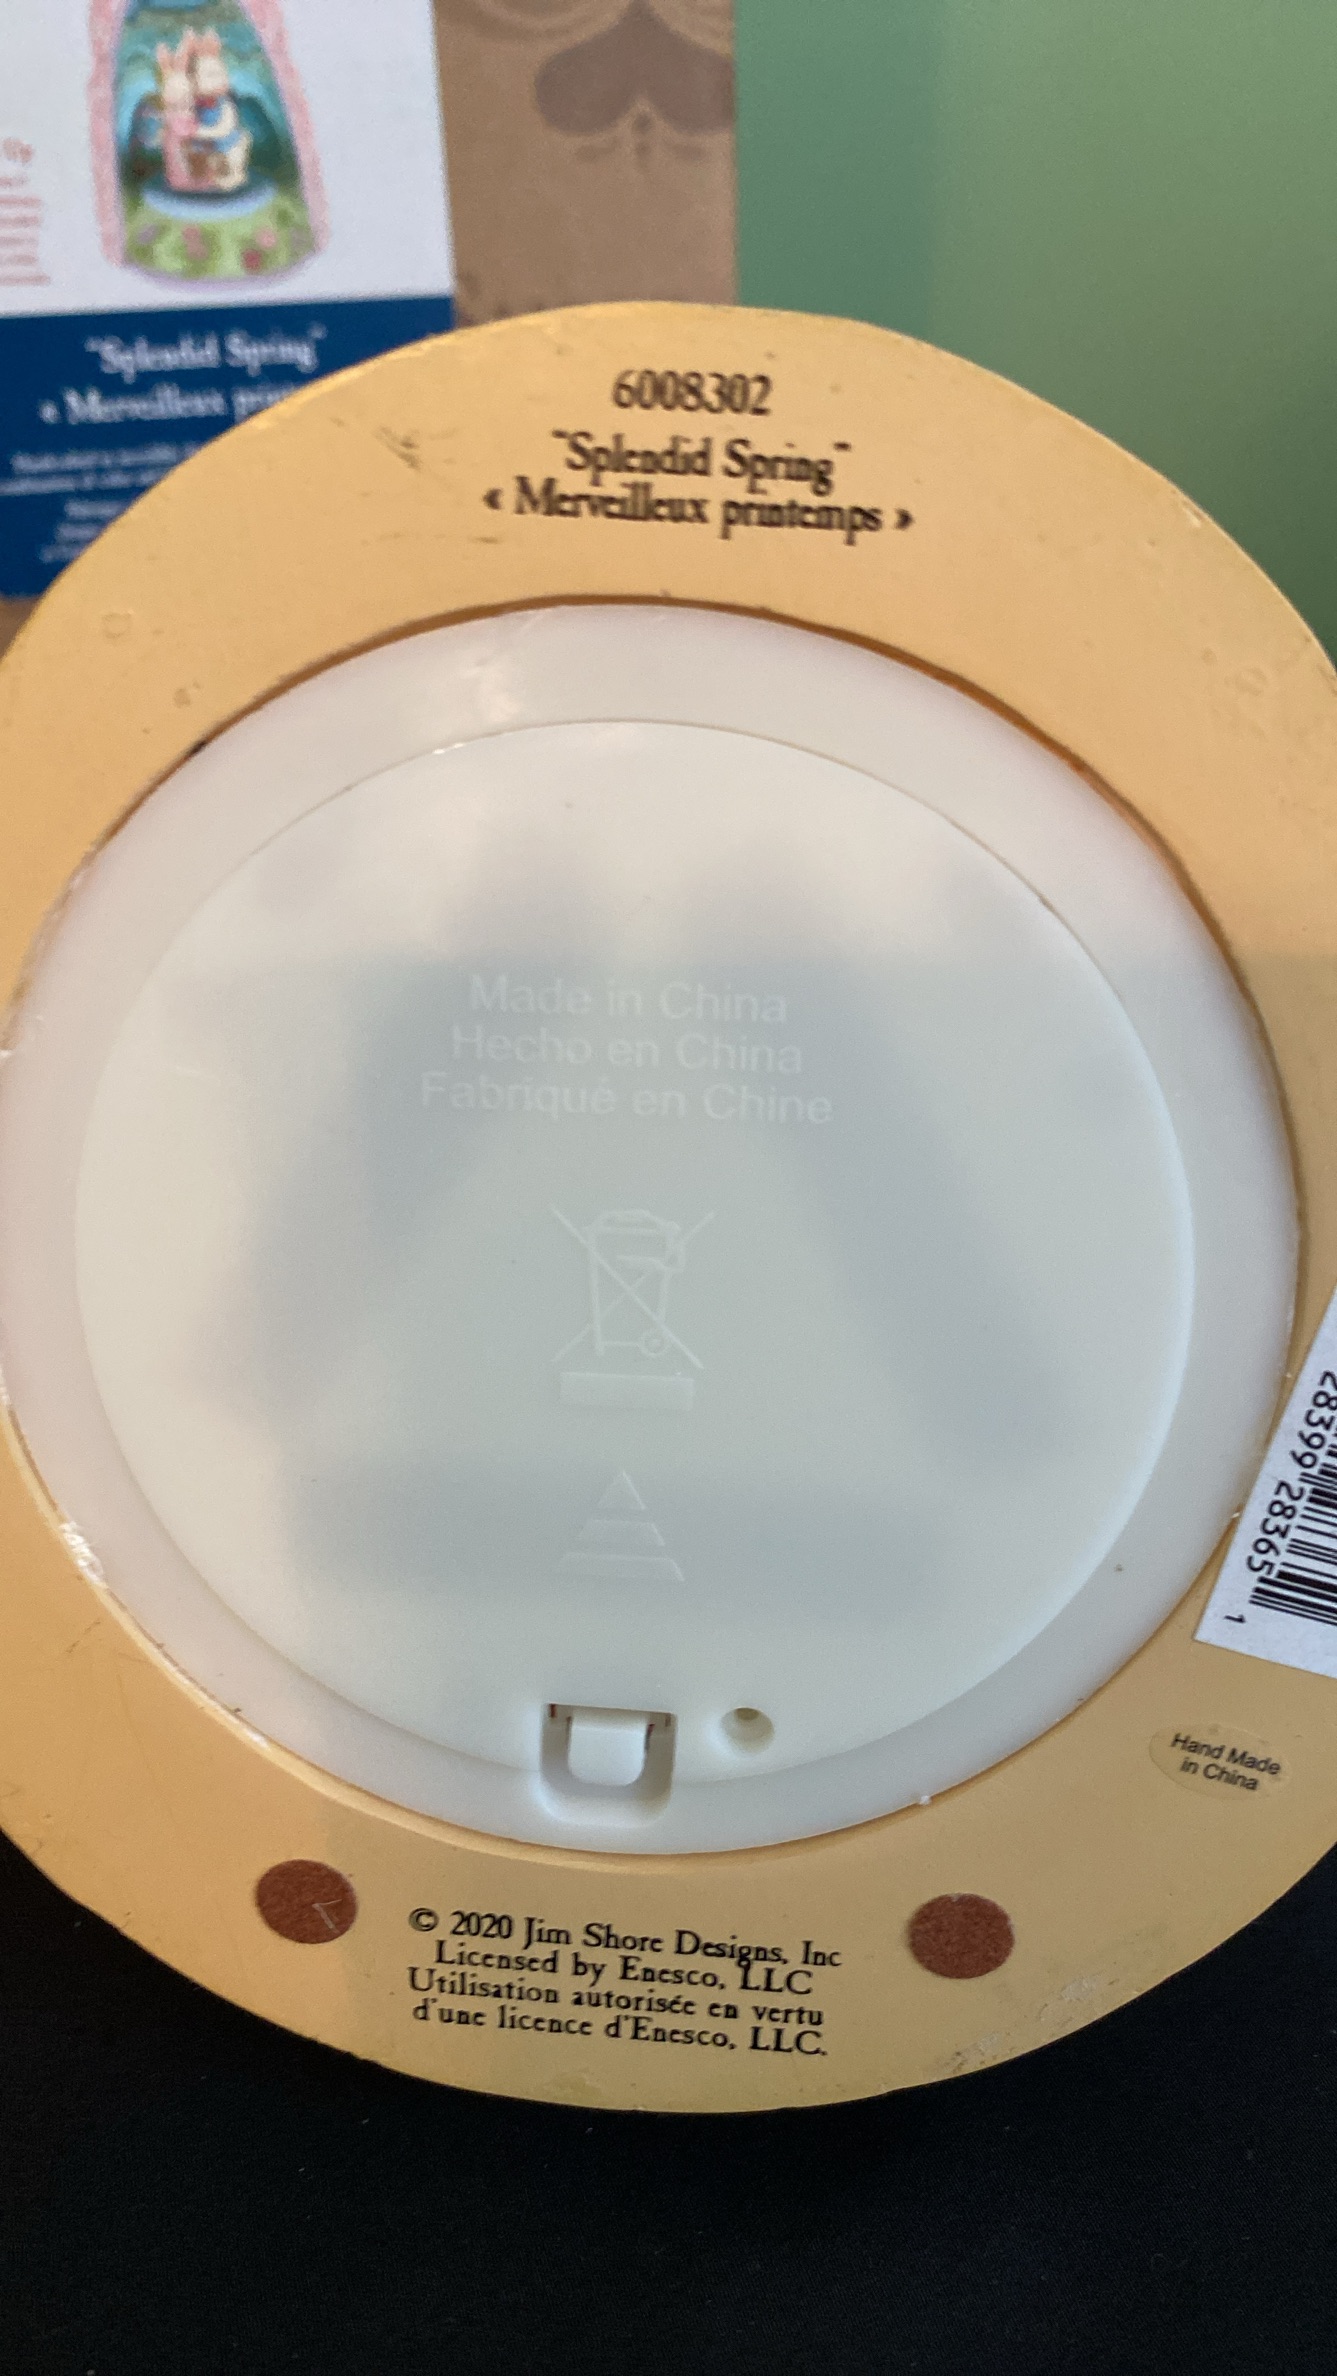 "Splendid Spring"
« Merveilleux
6008302
"Splendid Spring"
« Merveilleux printemps »
Made in China
Hecho en China
Fabriqué en Chine
28399 28365
1
Hand Made
in China
© 2020 Jim Shore Designs, Inc
Licensed by Enesco, LLC
Utilisation autorisée en vertu
d'une licence d'Enesco, LLC.